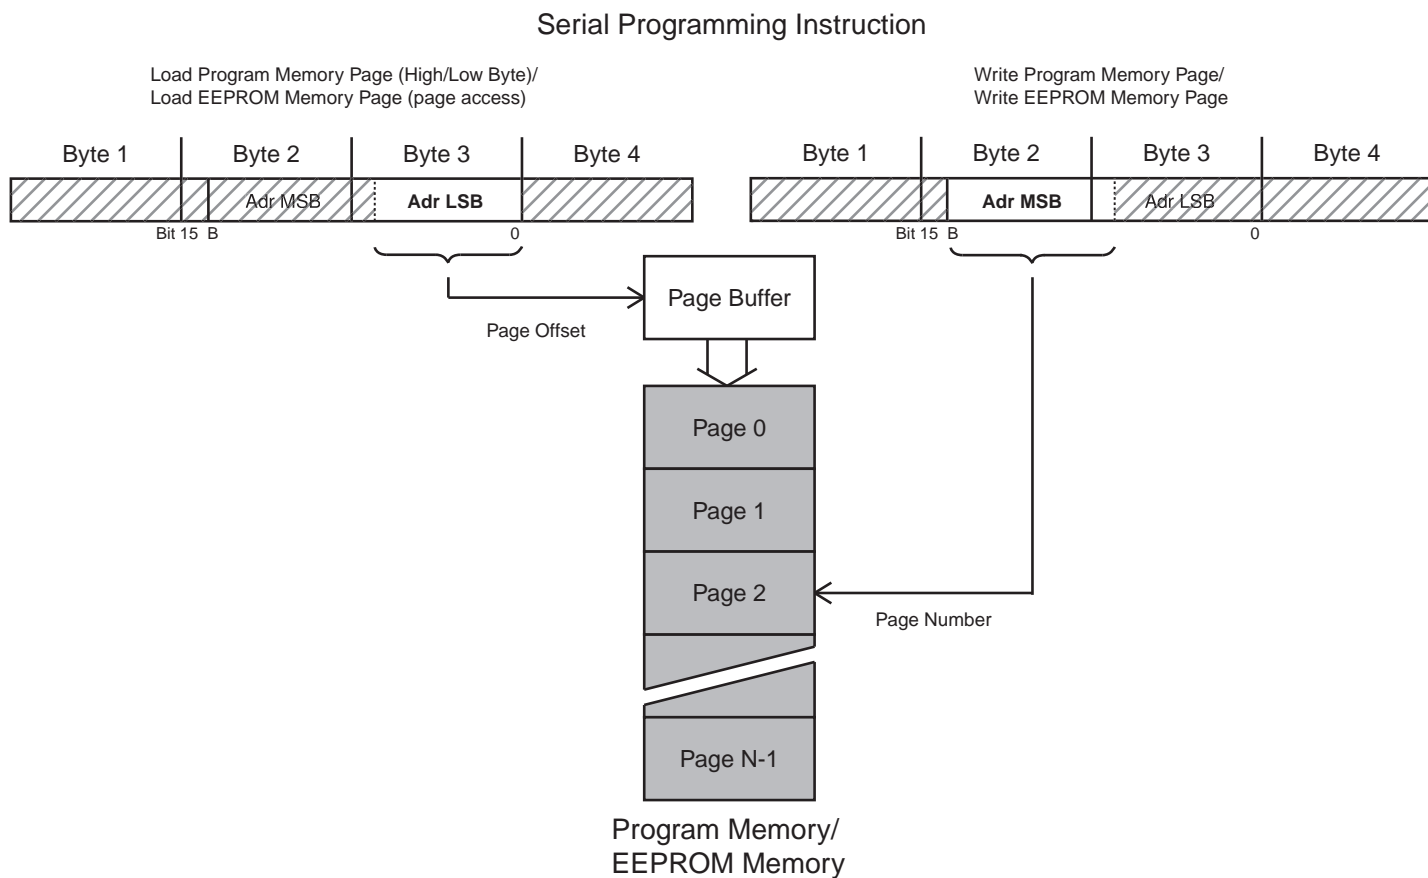 Serial Programming Instruction
Load Program Memory Page (High/Low Byte)/
Load EEPROM Memory Page (page access)
Write Program Memory Page/
Write EEPROM Memory Page
Byte 1 Byte 2 Byte 3 Byte 4
Byte 1 Byte 2 Byte 3 Byte 4
Adr MSB Adr LSB
Adr MSB Adr LSB
Bit 15 B 0
Bit 15 B 0
Page Buffer
Page Offset
Page 0
Page 1
Page 2
Page Number
Page N-1
Program Memory/
EEPROM Memory